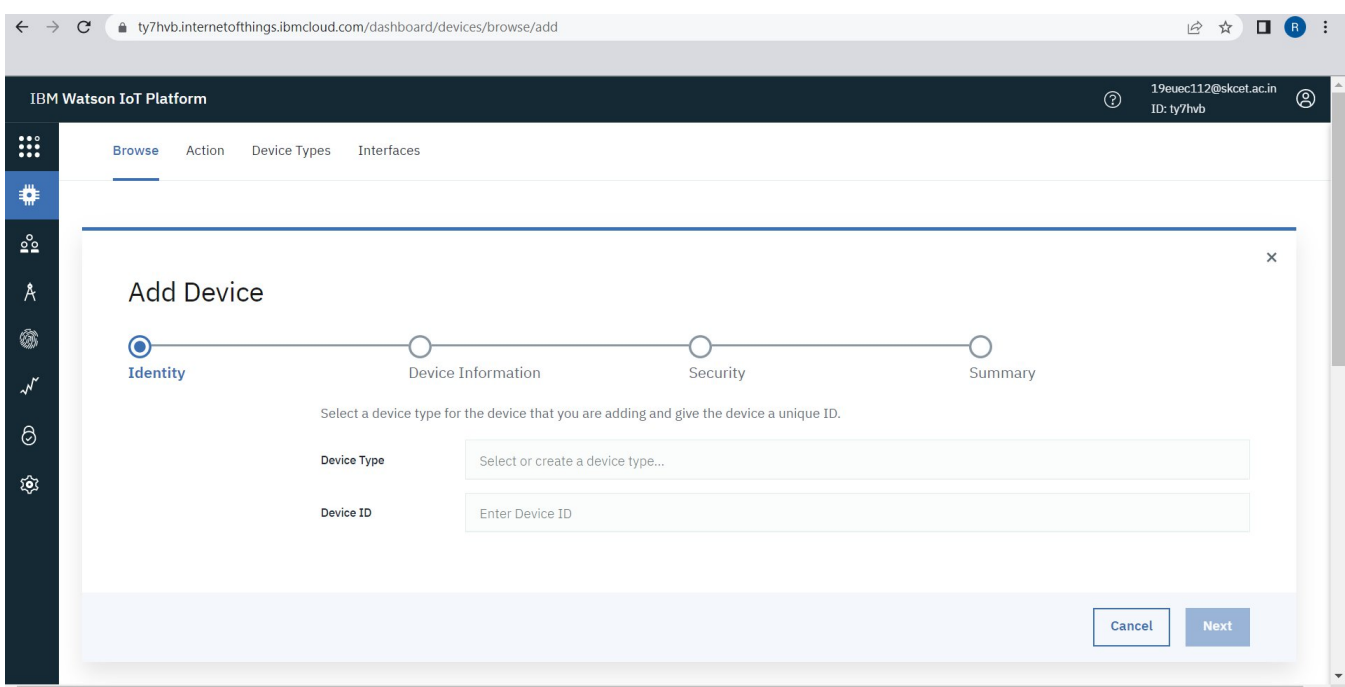 ty7hvb.internetofthings.ibmcloud.com/dashboard/devices/browse/add
R
IBM Watson IoT Platform
19euec112@skcet.ac.in
ID: ty7hvb
Browse Action Device Types Interfaces
Add Device
Identity Device Information Security Summary
Select a device type for the device that you are adding and give the device a unique ID.
Device Type Select or create a device type...
Device ID Enter Device ID
Cancel Next